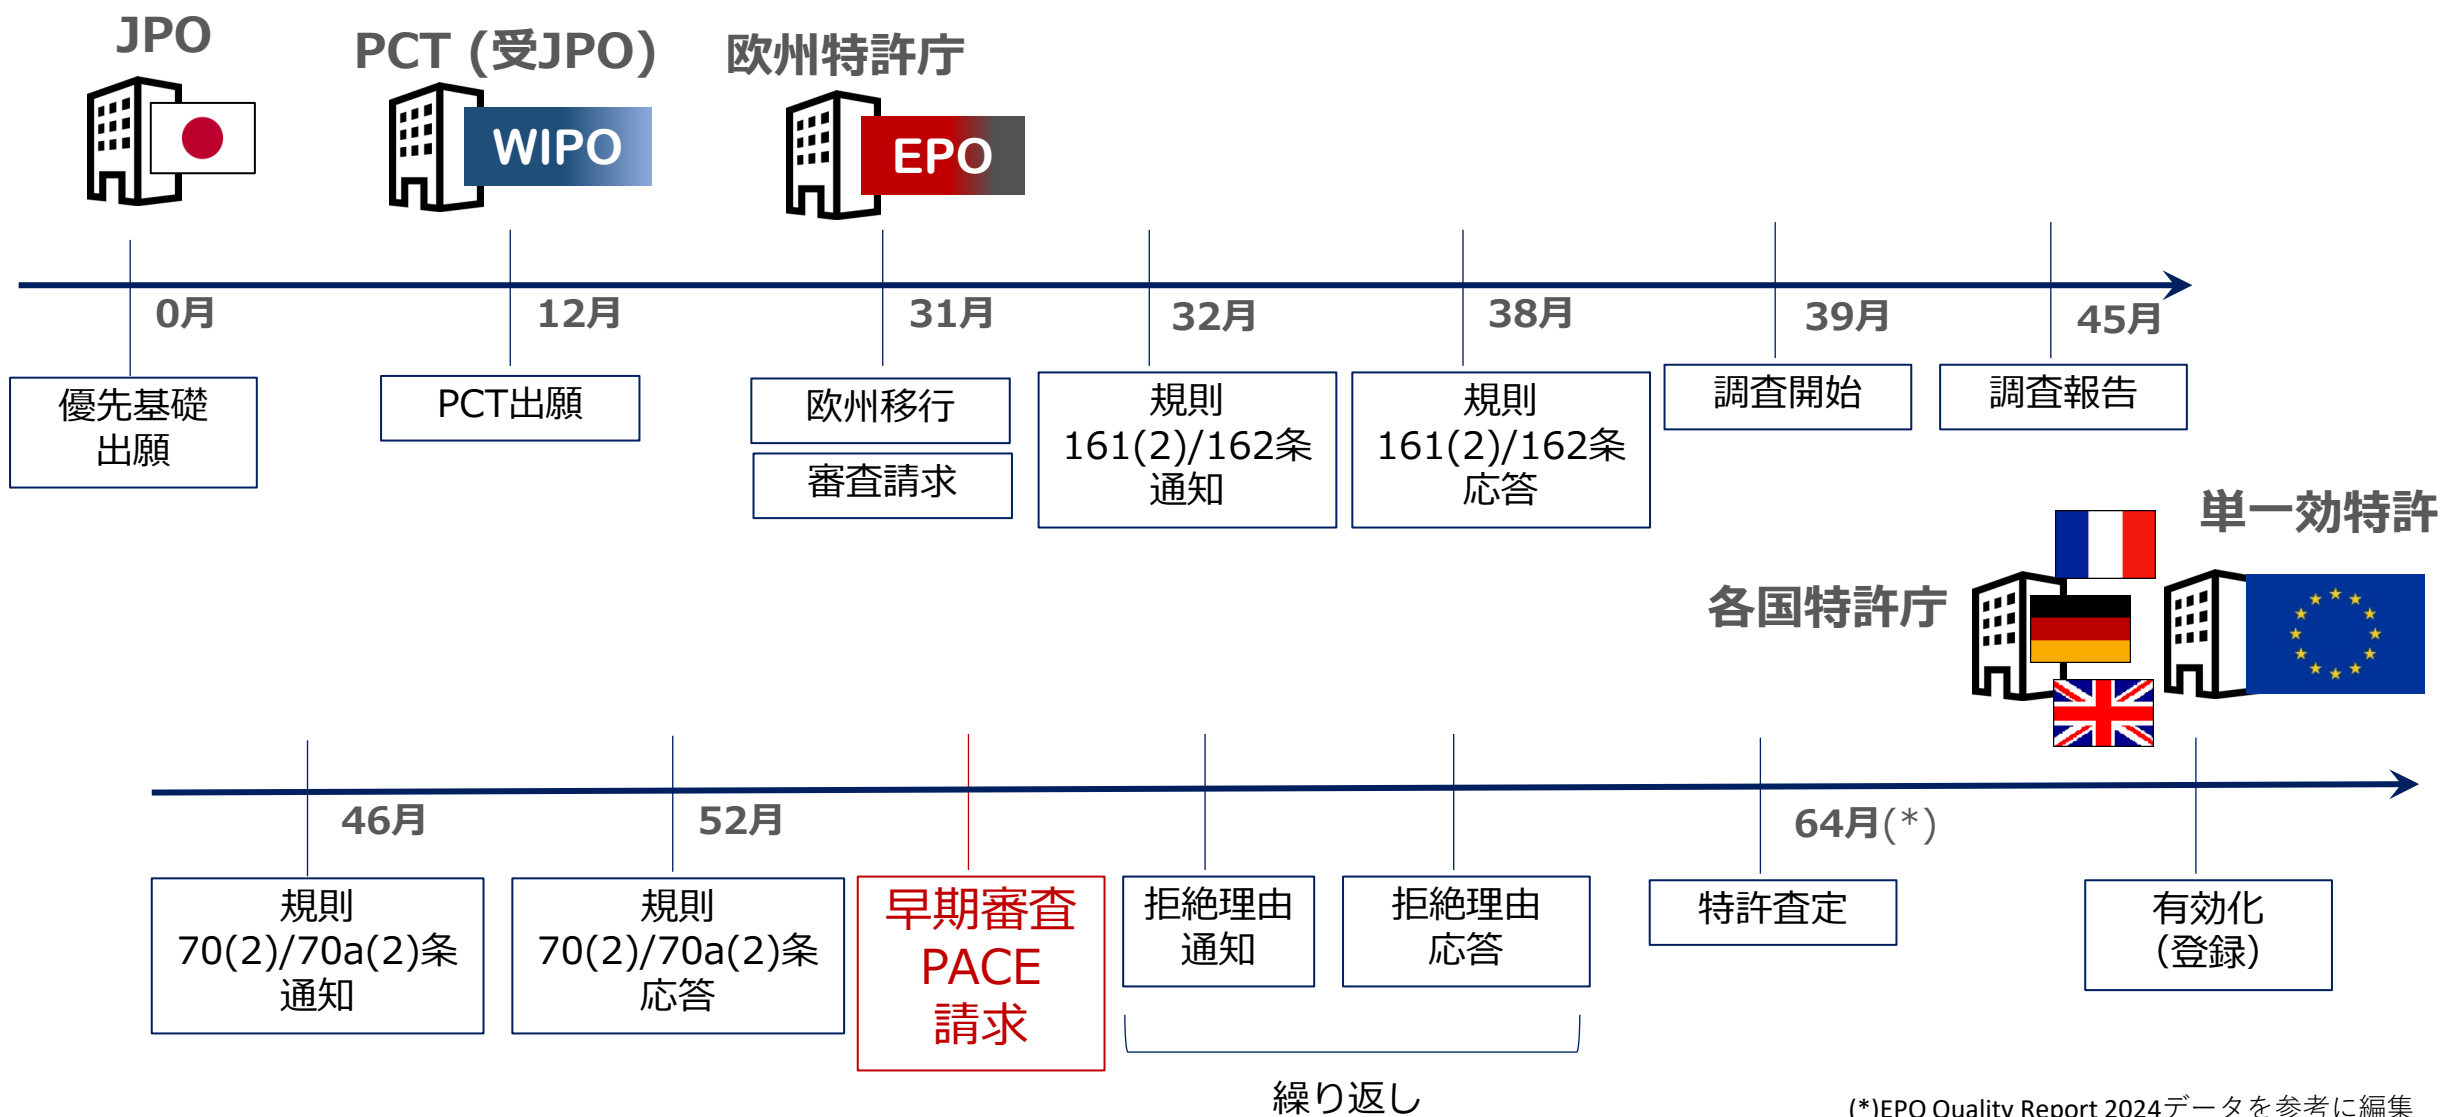 JPO
PCT (受JPO)
欧州特許庁
WIPO
EPO
0月
12月
31月
32月
38月
39月
45月
優先基礎
出願
PCT出願
欧州移行
審査請求
規則
161(2)/162条
通知
規則
161(2)/162条
応答
調査開始
調査報告
単一効特許
各国特許庁
46月
52月
64月(*)
規則
70(2)/70a(2)条
通知
規則
70(2)/70a(2)条
応答
早期審査
PACE
請求
拒絶理由
通知
拒絶理由
応答
特許査定
有効化
（登録）
繰り返し
(*)EPO Quality Report 2024データを参考に編集